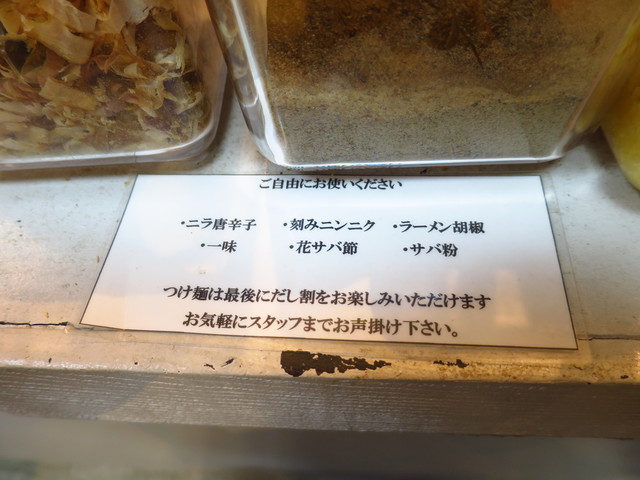 ご自由にお使いください
・ニラ唐辛子 ・刻みニンニク ・ラーメン胡椒
・一味 ・花サバ節 ・サバ粉
つけ麺は最後にだし割をお楽しみいただけます
お気軽にスタッフまでお声掛け下さい。